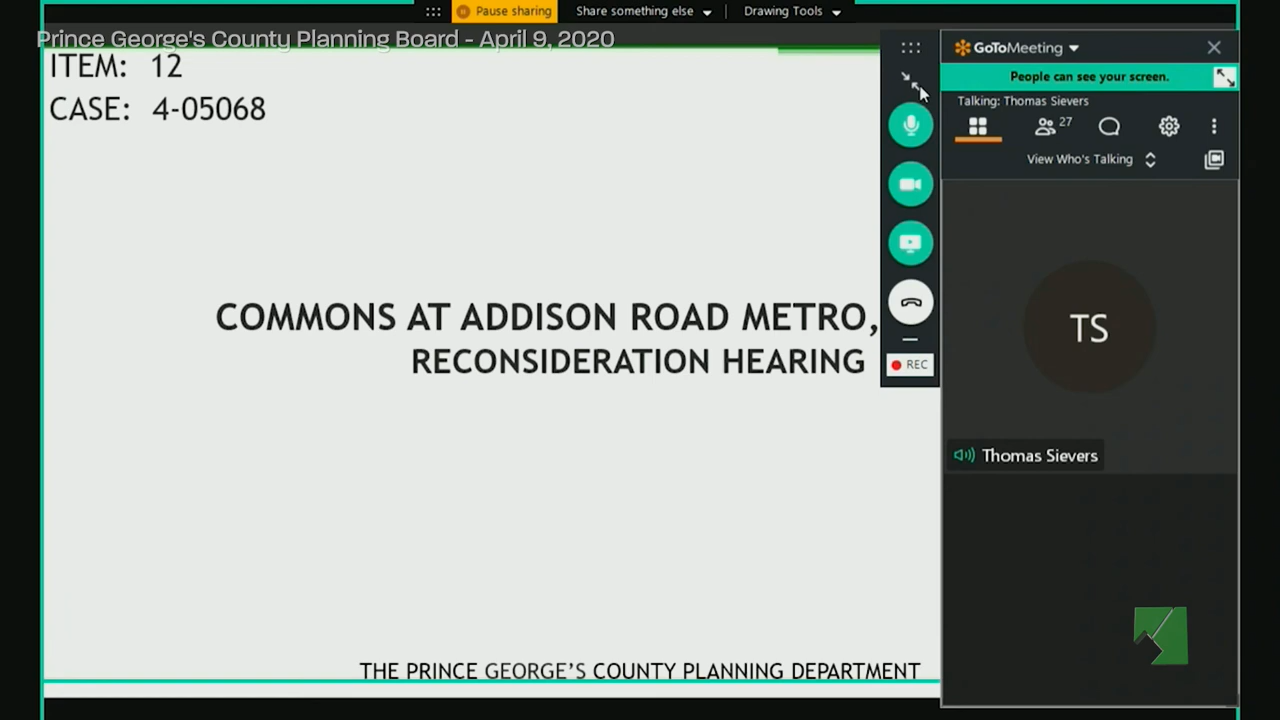 Pause sharing
Share something else
Drawing Tools
Prince George's County Planning Board - April 9, 2020
ITEM: 12
CASE: 4-05068
COMMONS AT ADDISON ROAD METRO,
RECONSIDERATION HEARING
THE PRINCE GEORGE'S COUNTY PLANNING DEPARTMENT
REC
GoToMeeting
People can see your screen.
Talking: Thomas Sievers
27
View Who's Talking
TS
Thomas Sievers